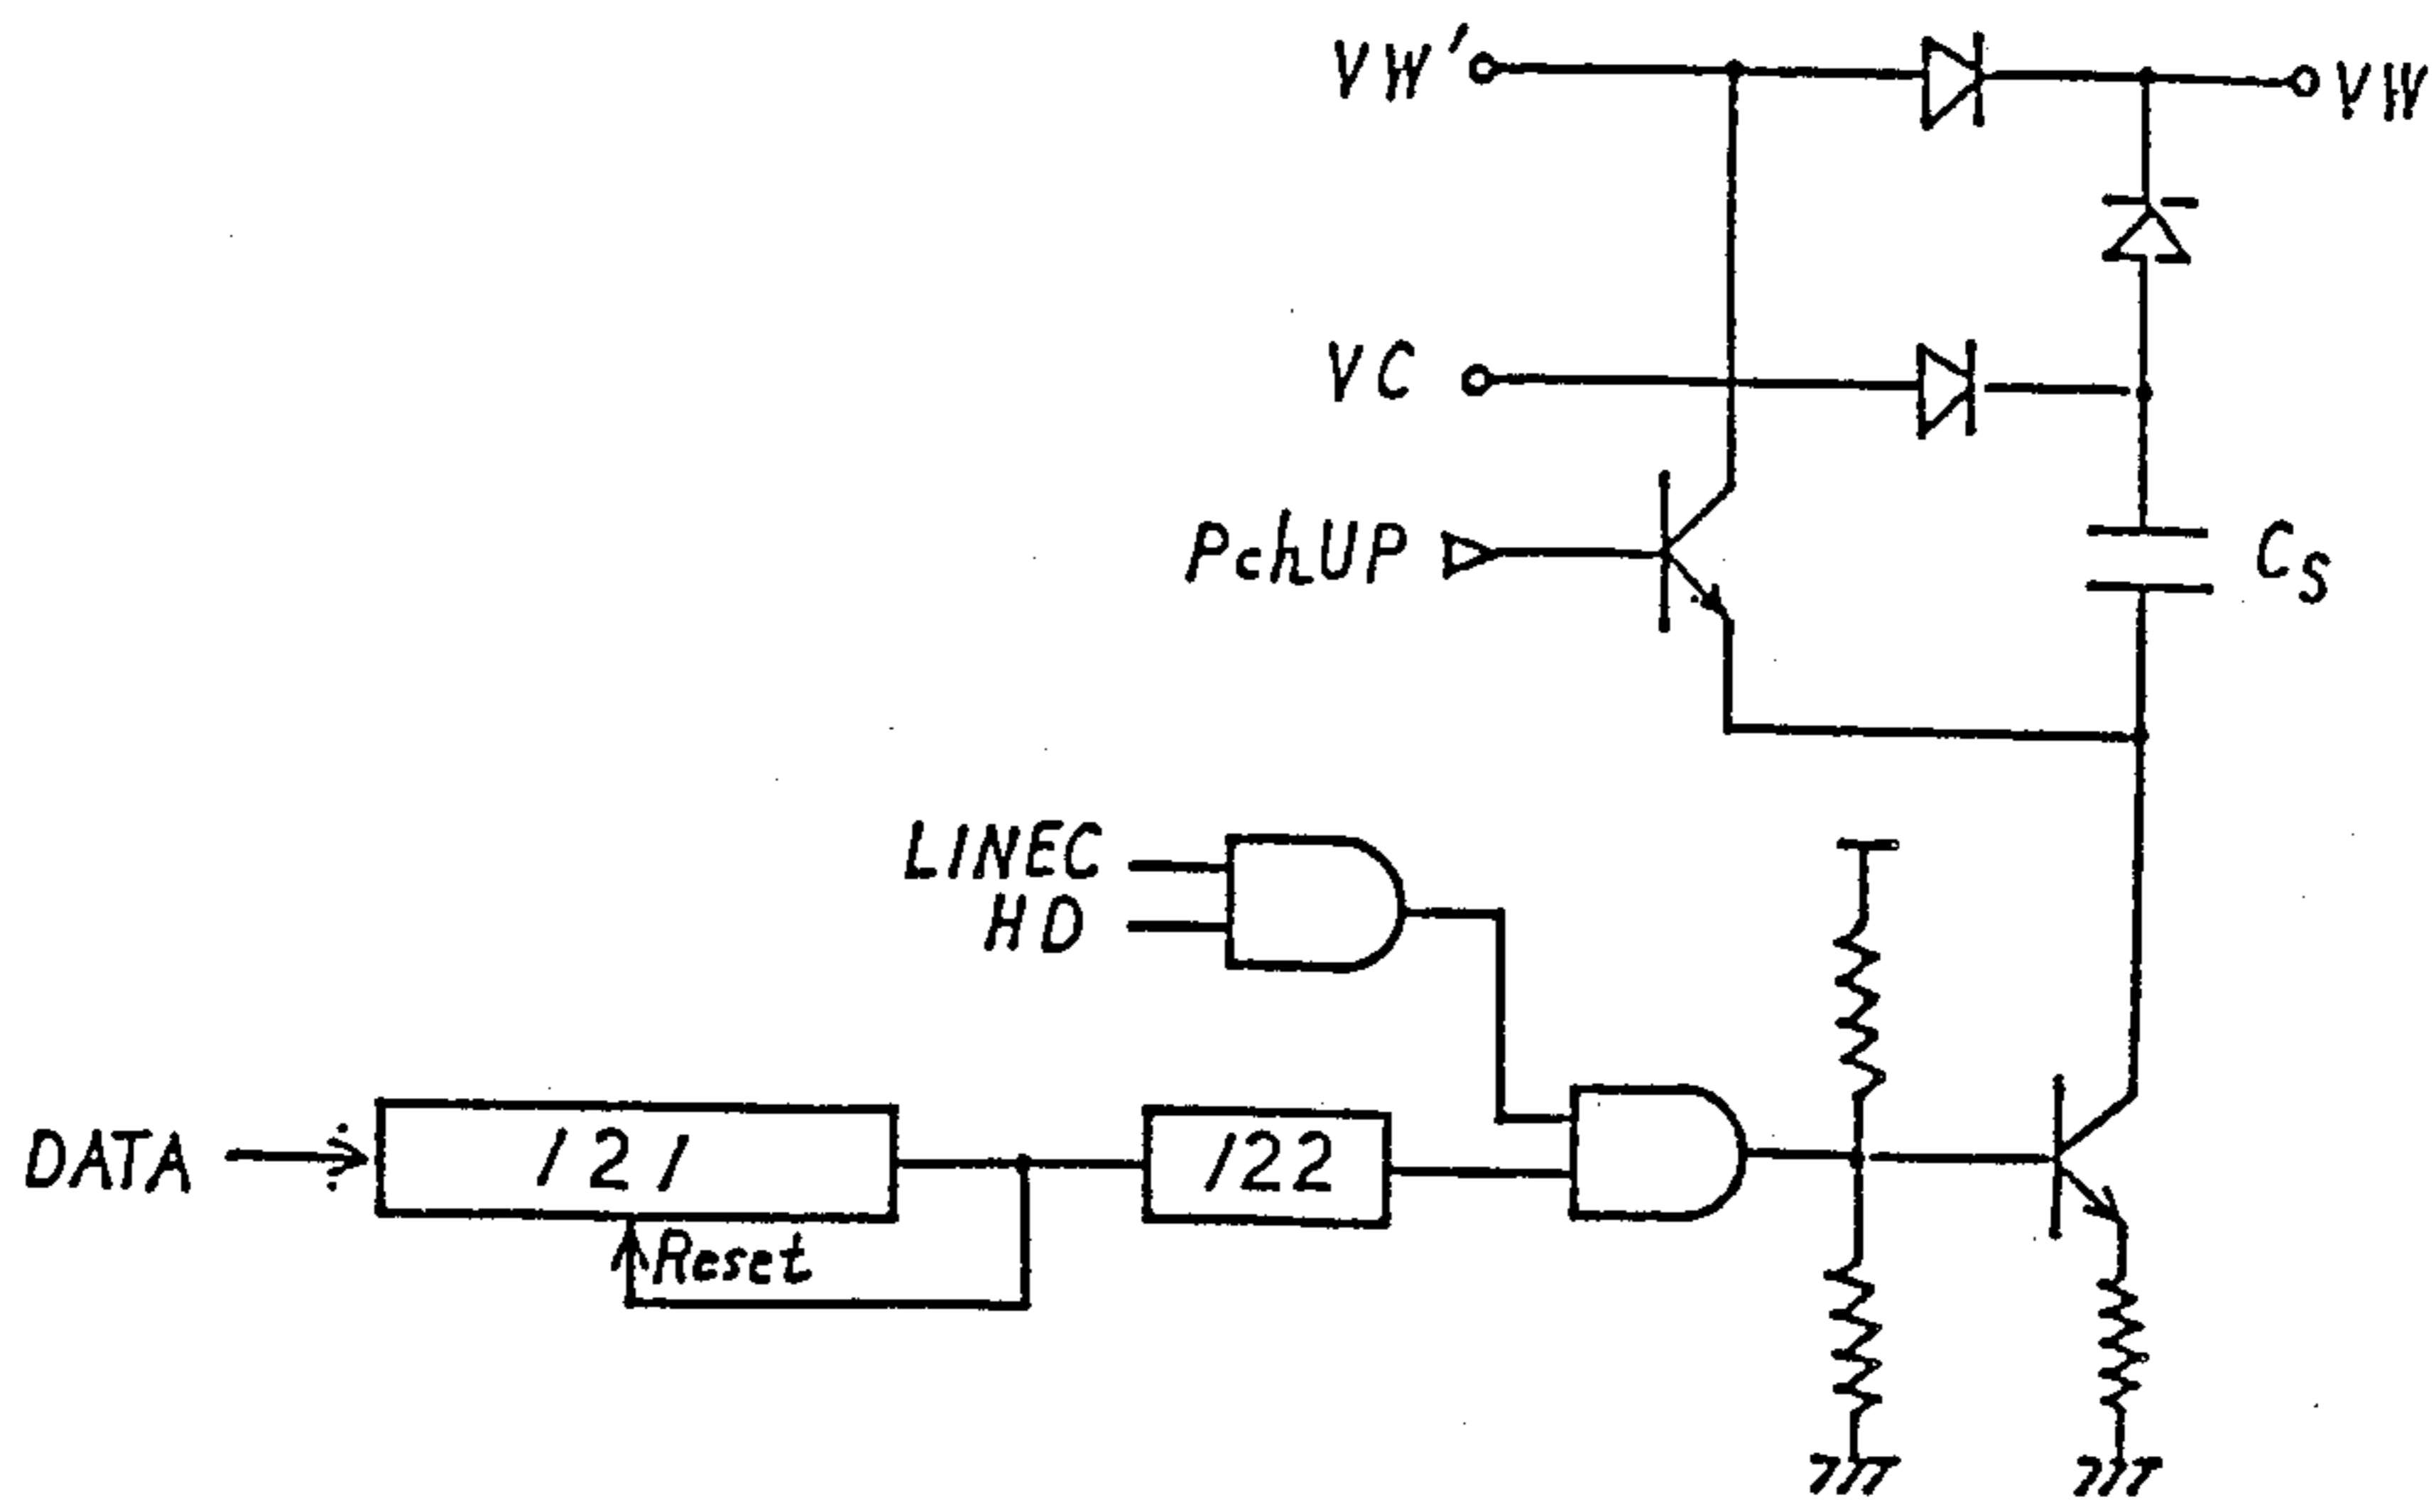 VW'
VW
VC
PchUP
CS
LINEC
HD
DATA
121
122
Reset